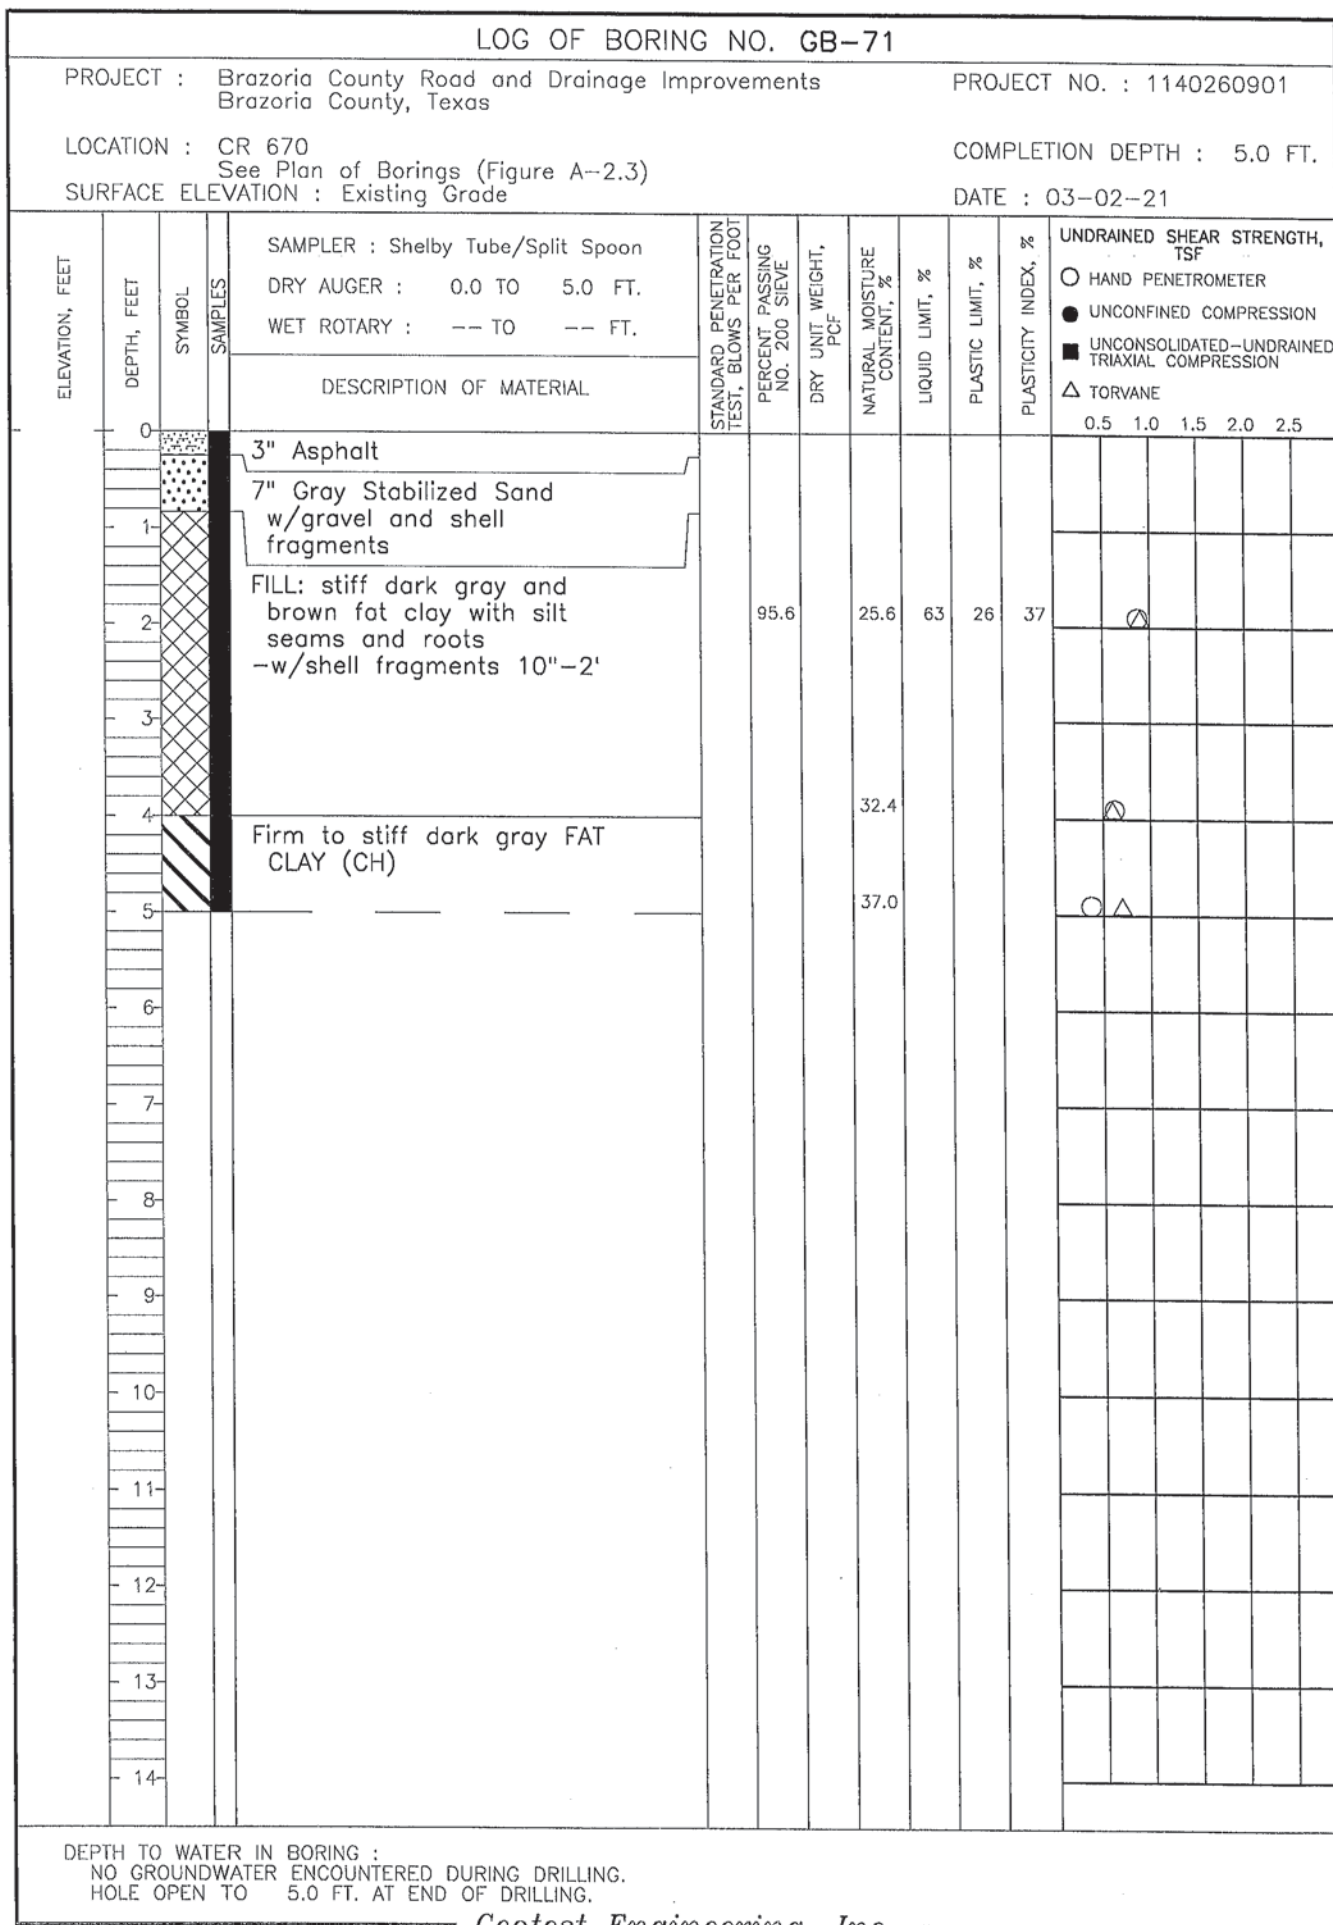 LOG OF BORING NO. GB-71
PROJECT : Brazoria County Road and Drainage Improvements
Brazoria County, Texas
PROJECT NO. : 1140260901
LOCATION : CR 670
See Plan of Borings (Figure A-2.3)
COMPLETION DEPTH : 5.0 FT.
SURFACE ELEVATION : Existing Grade
DATE : 03-02-21
ELEVATION, FEET
DEPTH, FEET
SYMBOL
SAMPLES
SAMPLER : Shelby Tube/Split Spoon
DRY AUGER : 0.0 TO 5.0 FT.
WET ROTARY : -- TO -- FT.
DESCRIPTION OF MATERIAL
STANDARD PENETRATION
TEST, BLOWS PER FOOT
PERCENT PASSING
NO. 200 SIEVE
DRY UNIT WEIGHT,
PCF
NATURAL MOISTURE
CONTENT, %
LIQUID LIMIT, %
PLASTIC LIMIT, %
PLASTICITY INDEX, %
UNDRAINED SHEAR STRENGTH,
TSF
HAND PENETROMETER
UNCONFINED COMPRESSION
UNCONSOLIDATED-UNDRAINED
TRIAXIAL COMPRESSION
TORVANE
0.5 1.0 1.5 2.0 2.5
0
3" Asphalt
7" Gray Stabilized Sand
w/gravel and shell
fragments
1
FILL: stiff dark gray and
brown fat clay with silt
seams and roots
-w/shell fragments 10"-2'
2
95.6 25.6 63 26 37
3
4
32.4
Firm to stiff dark gray FAT
CLAY (CH)
5
37.0
6
7
8
9
10
11
12
13
14
DEPTH TO WATER IN BORING :
NO GROUNDWATER ENCOUNTERED DURING DRILLING.
HOLE OPEN TO 5.0 FT. AT END OF DRILLING.
Geotest Engineering, Inc.